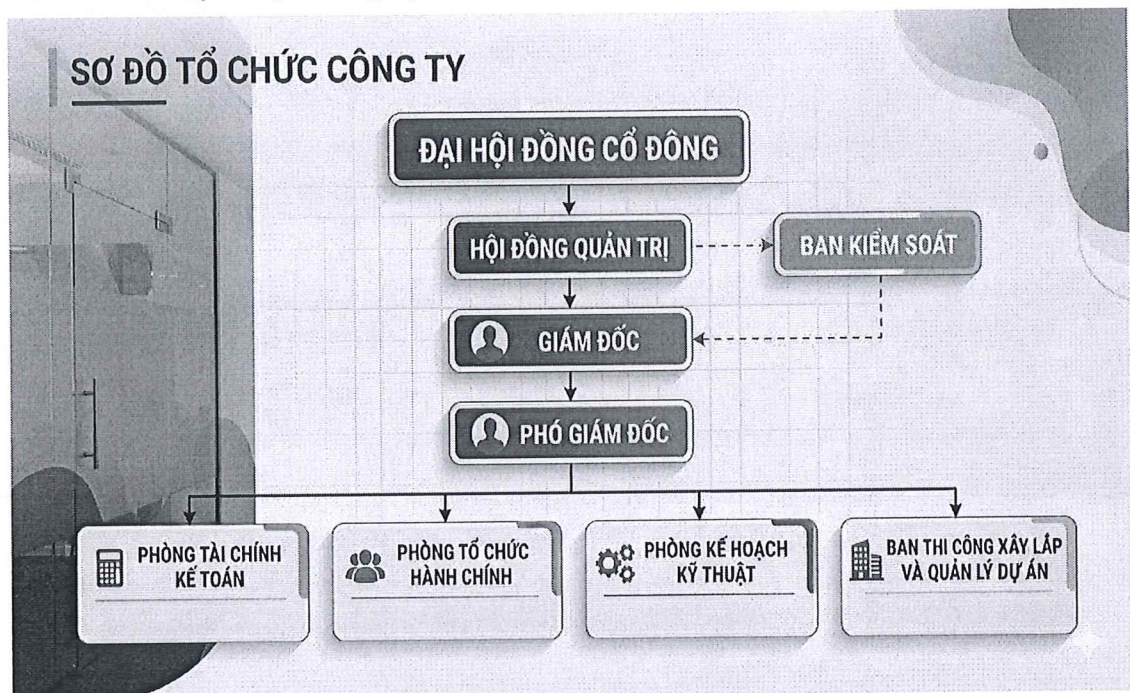 SƠ ĐỒ TỔ CHỨC CÔNG TY
ĐẠI HỘI ĐỒNG CỔ ĐÔNG
HỘI ĐỒNG QUẢN TRỊ
BAN KIỂM SOÁT
GIÁM ĐỐC
PHÓ GIÁM ĐỐC
PHÒNG TÀI CHÍNH
KẾ TOÁN
PHÒNG TỔ CHỨC
HÀNH CHÍNH
PHÒNG KẾ HOẠCH
KỸ THUẬT
BAN THI CÔNG XÂY LẮP
VÀ QUẢN LÝ DỰ ÁN